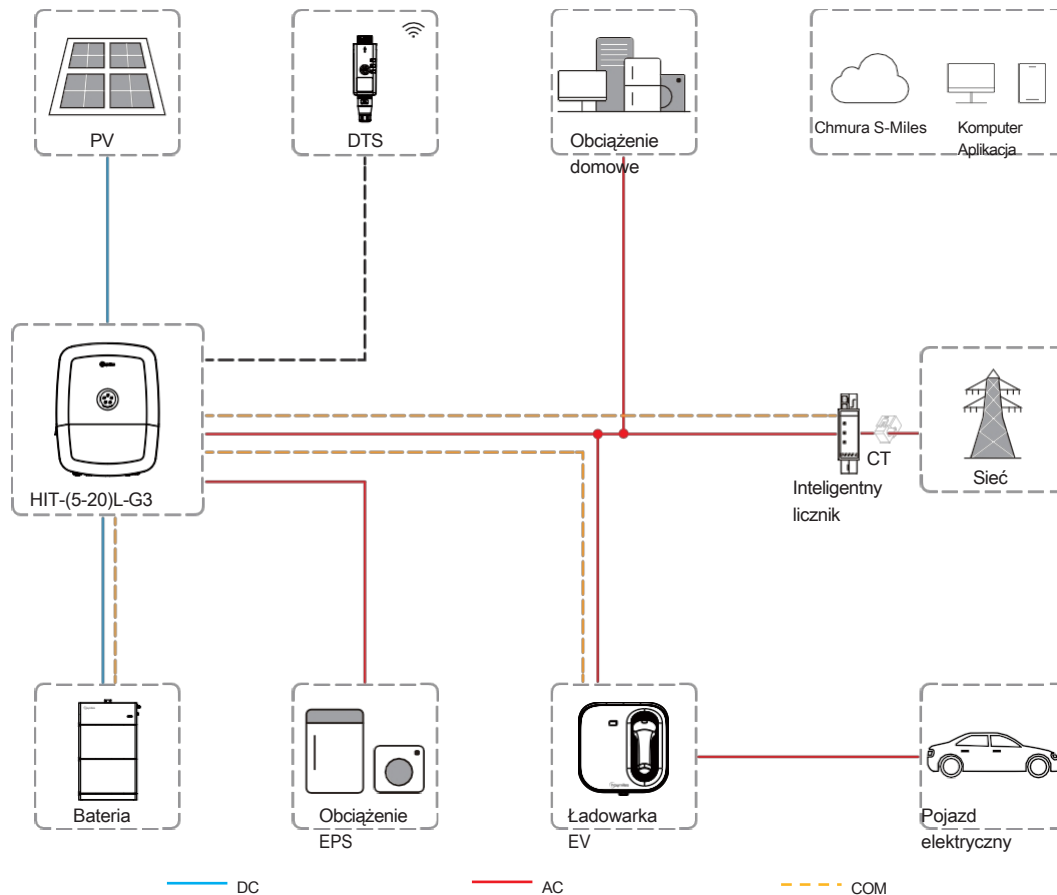 PV
DTS
Obciążenie
domowe
Chmura S-Miles
Komputer
Aplikacja
HIT-(5-20)L-G3
CT
Inteligentny
licznik
Sieć
Bateria
Obciążenie
EPS
Ładowarka
EV
Pojazd
elektryczny
DC
AC
COM